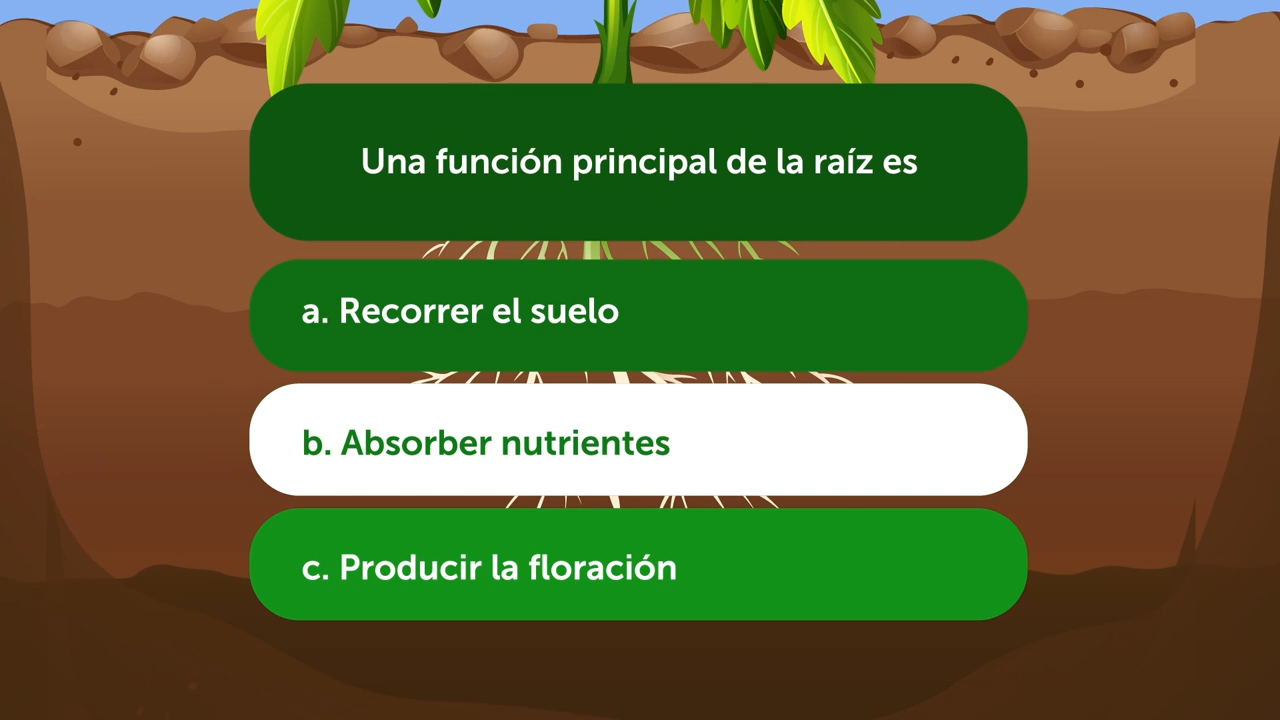 Una función principal de la raíz es
a. Recorrer el suelo
b. Absorber nutrientes
c. Producir la floración